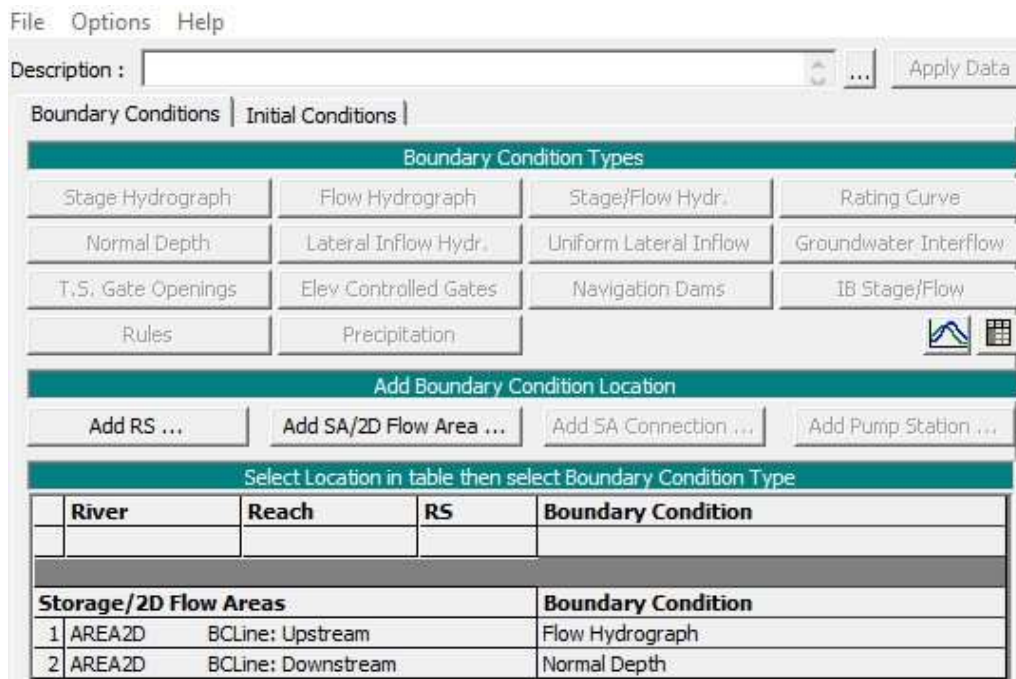 File Options Help
Description : ... Apply Data
Boundary Conditions Initial Conditions
Boundary Condition Types
Stage Hydrograph Flow Hydrograph Stage/Flow Hydr. Rating Curve
Normal Depth Lateral Inflow Hydr. Uniform Lateral Inflow Groundwater Interflow
T.S. Gate Openings Elev Controlled Gates Navigation Dams IB Stage/Flow
Rules Precipitation
Add Boundary Condition Location
Add RS ... Add SA/2D Flow Area ... Add SA Connection ... Add Pump Station ...
Select Location in table then select Boundary Condition Type
River Reach RS Boundary Condition
Storage/2D Flow Areas Boundary Condition
1 AREA2D BCLine: Upstream Flow Hydrograph
2 AREA2D BCLine: Downstream Normal Depth